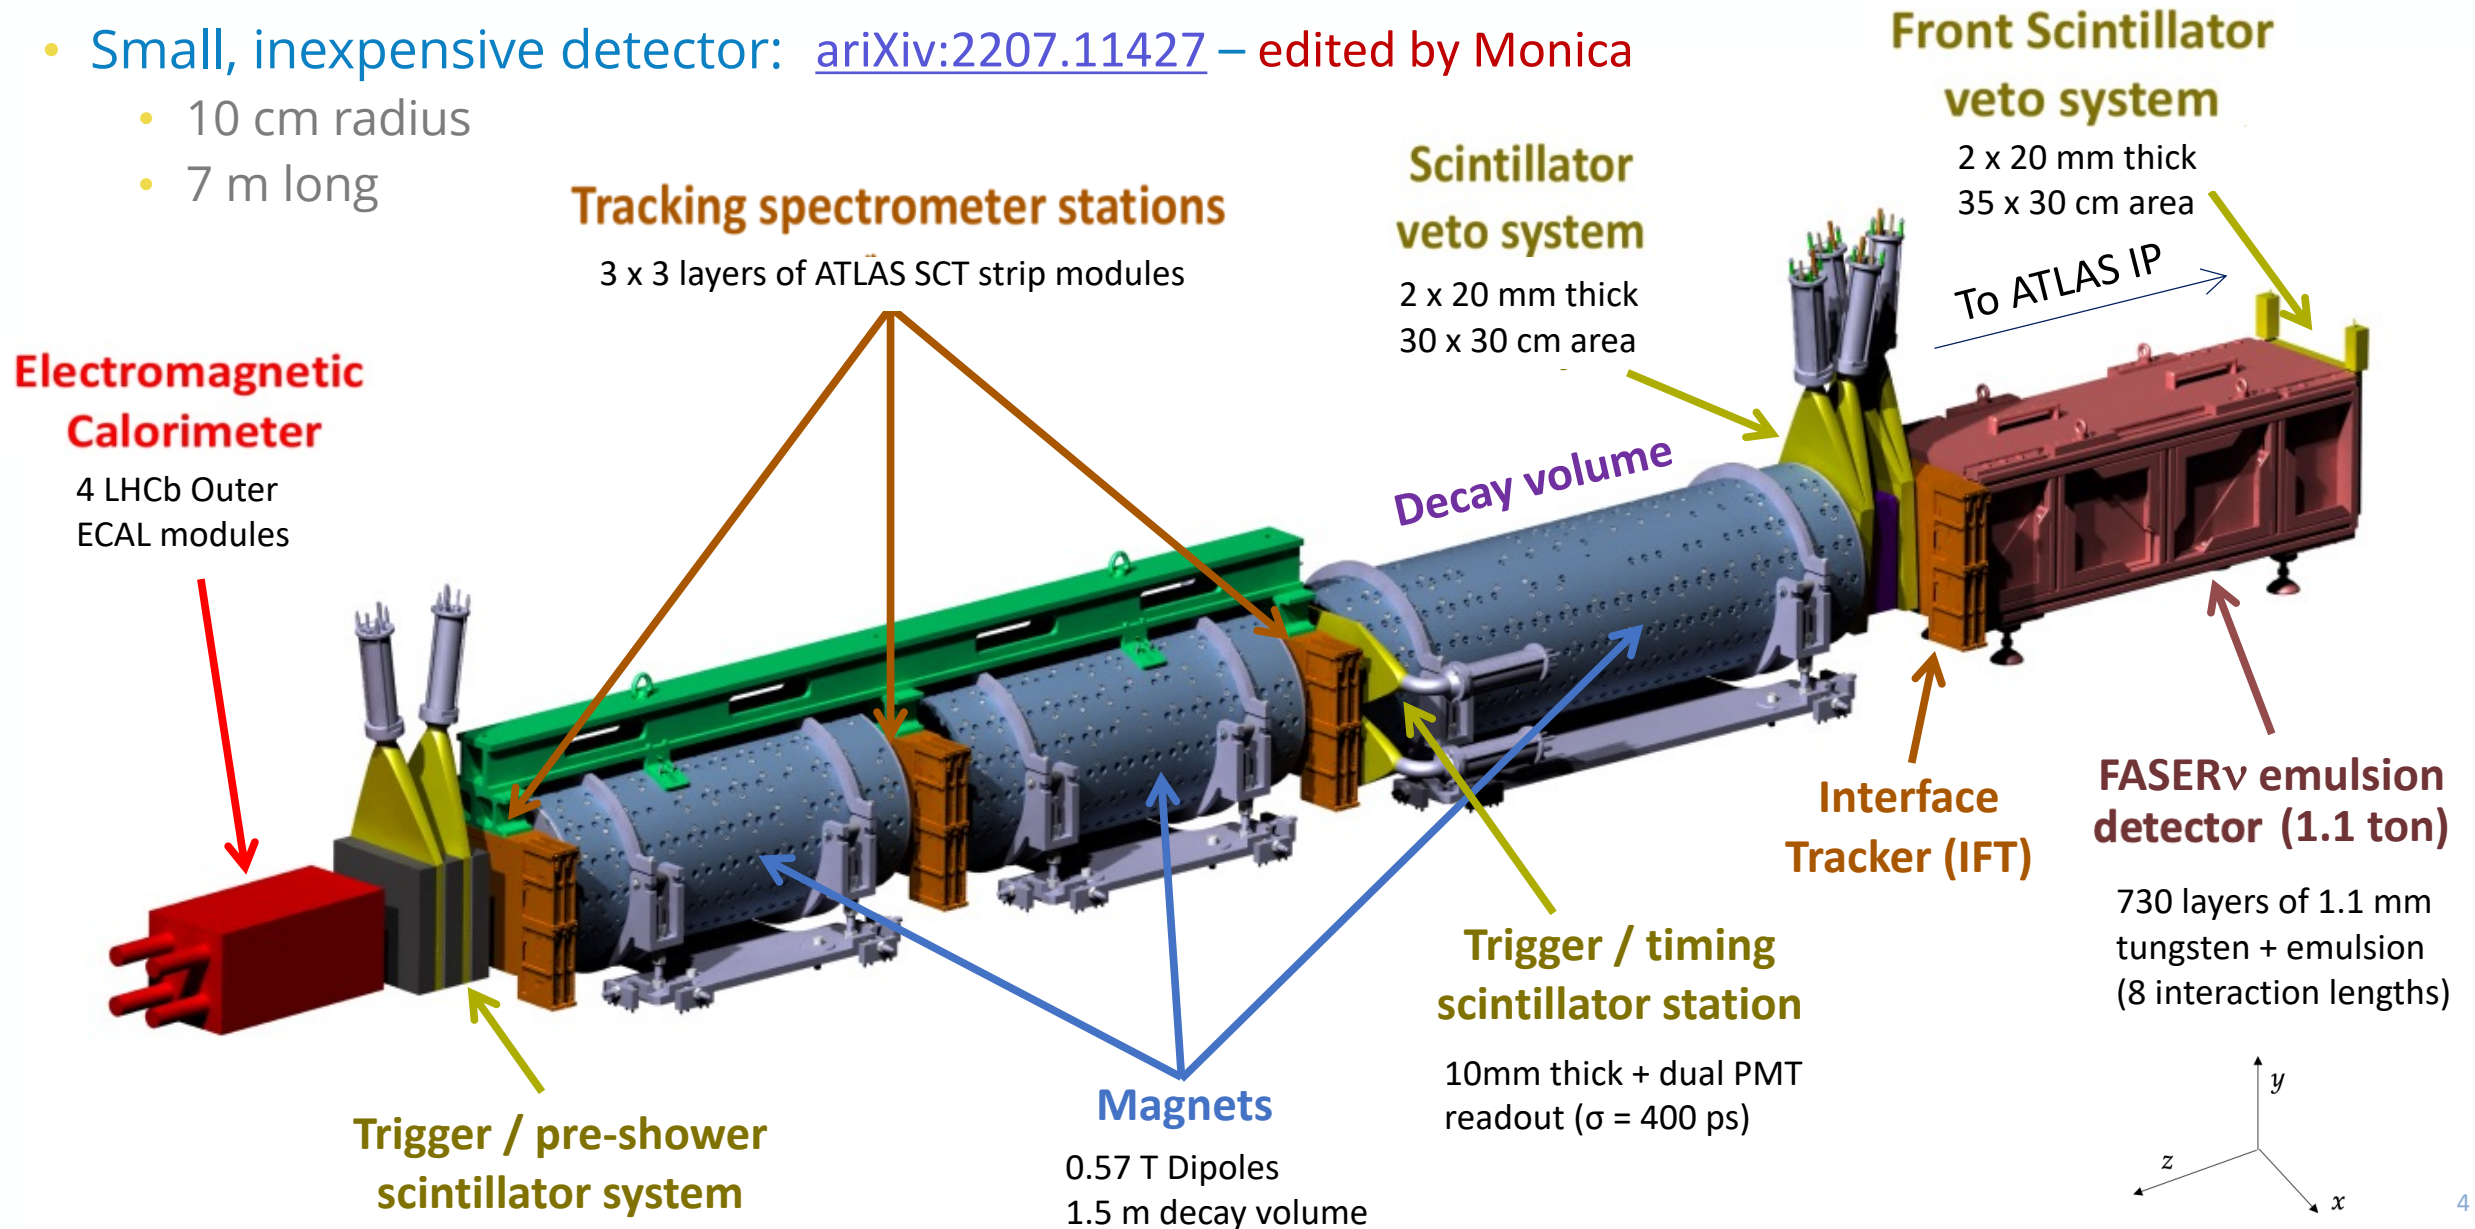 • Small, inexpensive detector: ariXiv:2207.11427 – edited by Monica
• 10 cm radius
• 7 m long
Front Scintillator
veto system
2 x 20 mm thick
35 x 30 cm area
Scintillator
veto system
2 x 20 mm thick
30 x 30 cm area
Tracking spectrometer stations
3 x 3 layers of ATLAS SCT strip modules
To ATLAS IP
Electromagnetic
Calorimeter
4 LHCb Outer
ECAL modules
Decay volume
Interface
Tracker (IFT)
FASERν emulsion
detector (1.1 ton)
730 layers of 1.1 mm
tungsten + emulsion
(8 interaction lengths)
Trigger / timing
scintillator station
10mm thick + dual PMT
readout (σ = 400 ps)
Magnets
0.57 T Dipoles
1.5 m decay volume
Trigger / pre-shower
scintillator system
y
z
x
4